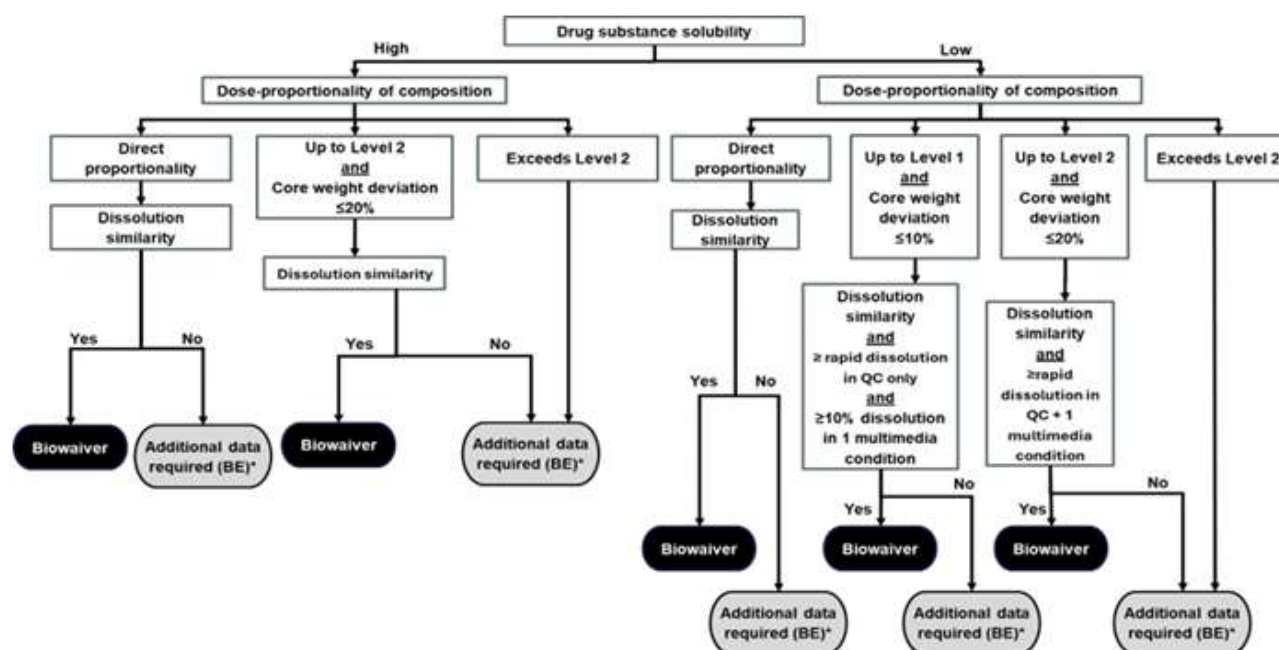 Drug substance solubility
High
Low
Dose-proportionality of composition
Dose-proportionality of composition
Direct
proportionality
Up to Level 2
and
Core weight deviation
≤20%
Exceeds Level 2
Direct
proportionality
Up to Level 1
and
Core weight
deviation
≤10%
Up to Level 2
and
Core weight
deviation
≤20%
Exceeds Level 2
Dissolution
similarity
Dissolution similarity
Dissolution
similarity
Dissolution
similarity
and
≥ rapid dissolution
in QC only
and
≥10% dissolution
in 1 multimedia
condition
Dissolution
similarity
and
≥rapid
dissolution in
QC + 1
multimedia
condition
Yes
No
Yes
No
Yes
No
Biowaiver
Additional data
required (BE)*
Biowaiver
Additional data
required (BE)*
Yes
No
Yes
No
Biowaiver
Biowaiver
Biowaiver
Additional data
required (BE)*
Additional data
required (BE)*
Additional data
required (BE)*